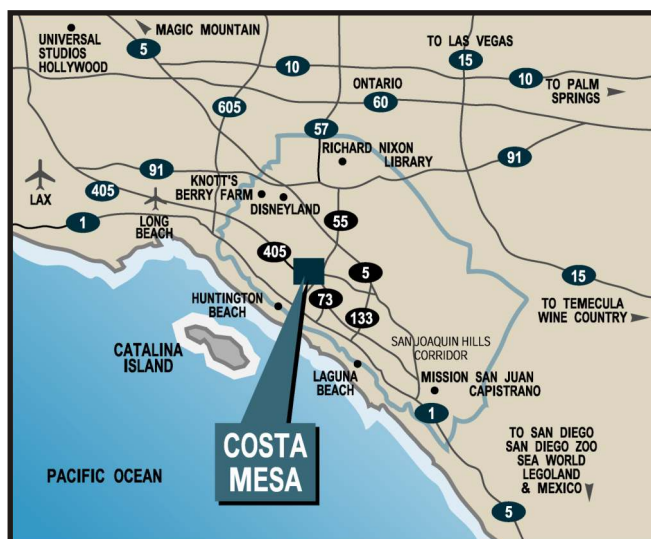 UNIVERSAL
STUDIOS
HOLLYWOOD
MAGIC MOUNTAIN
5
10
ONTARIO
60
TO LAS VEGAS
15
10
TO PALM
SPRINGS
605
57
RICHARD NIXON
LIBRARY
91
LAX
405
91
KNOTT'S
BERRY FARM
DISNEYLAND
1
LONG
BEACH
55
405
5
15
73
133
HUNTINGTON
BEACH
TO TEMECULA
WINE COUNTRY
CATALINA
ISLAND
SAN JOAQUIN HILLS
CORRIDOR
LAGUNA
BEACH
MISSION SAN JUAN
CAPISTRANO
1
COSTA
MESA
PACIFIC OCEAN
TO SAN DIEGO
SAN DIEGO ZOO
SEA WORLD
LEGOLAND
& MEXICO
5